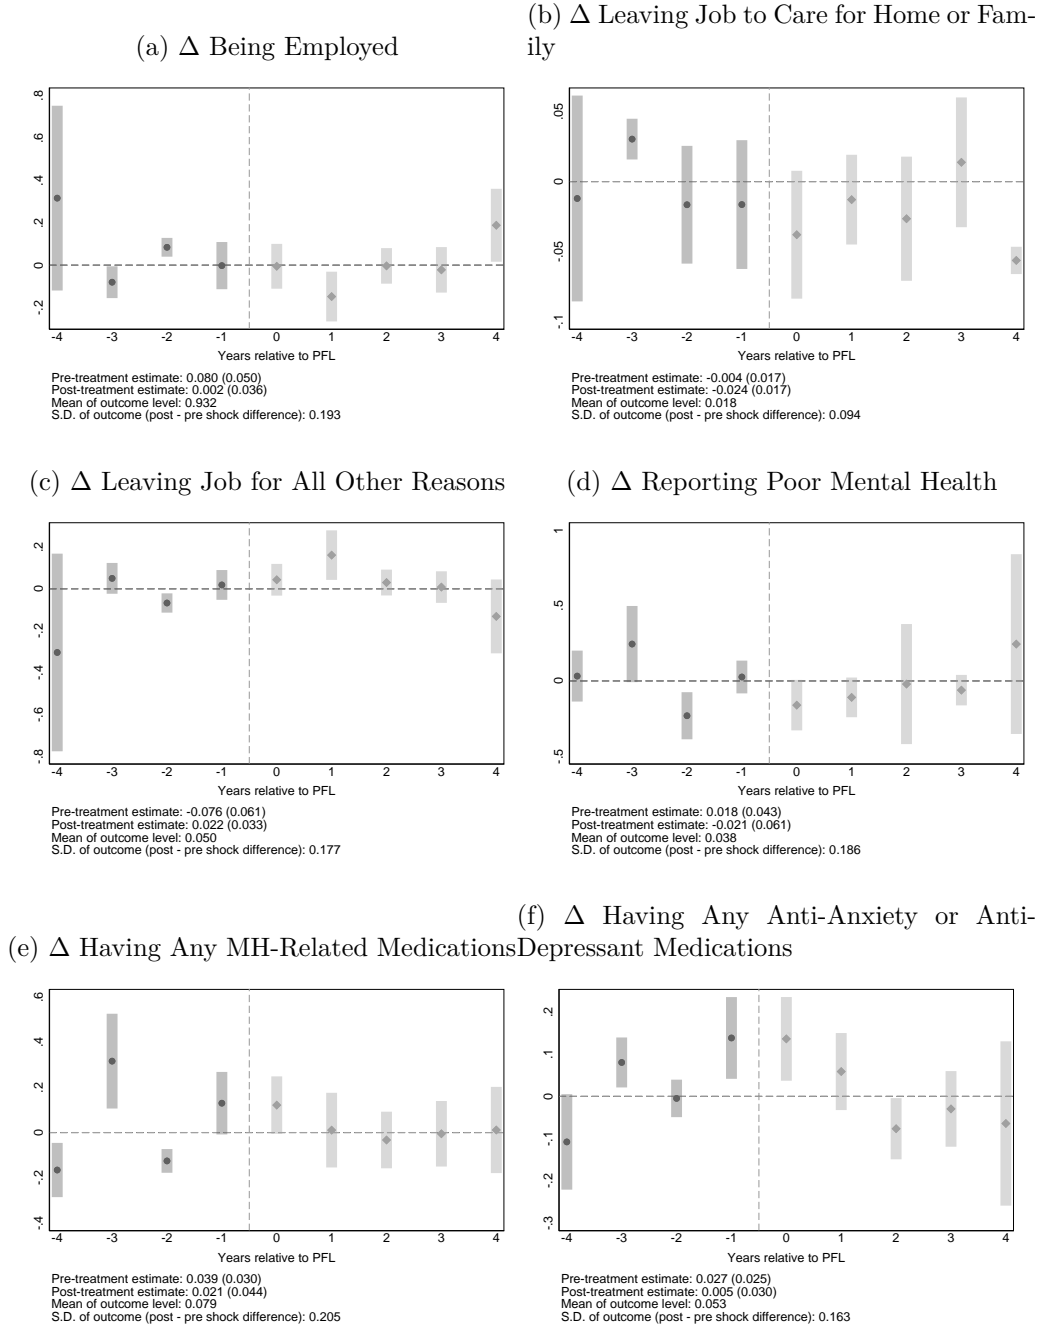 (a) Δ Being Employed
(b) Δ Leaving Job to Care for Home or Fam-
ily
.8
.6
.4
.2
0
-.2
-4 -3 -2 -1 0 1 2 3 4
Years relative to PFL
Pre-treatment estimate: 0.080 (0.050)
Post-treatment estimate: 0.002 (0.036)
Mean of outcome level: 0.932
S.D. of outcome (post - pre shock difference): 0.193
.05
0
-.05
-.1
-4 -3 -2 -1 0 1 2 3 4
Years relative to PFL
Pre-treatment estimate: -0.004 (0.017)
Post-treatment estimate: -0.024 (0.017)
Mean of outcome level: 0.018
S.D. of outcome (post - pre shock difference): 0.094
(c) Δ Leaving Job for All Other Reasons
.2
0
-.2
-.4
-.6
-.8
-4 -3 -2 -1 0 1 2 3 4
Years relative to PFL
Pre-treatment estimate: -0.076 (0.061)
Post-treatment estimate: 0.022 (0.033)
Mean of outcome level: 0.050
S.D. of outcome (post - pre shock difference): 0.177
(d) Δ Reporting Poor Mental Health
1
.5
0
-.5
-4 -3 -2 -1 0 1 2 3 4
Years relative to PFL
Pre-treatment estimate: 0.018 (0.043)
Post-treatment estimate: -0.021 (0.061)
Mean of outcome level: 0.038
S.D. of outcome (post - pre shock difference): 0.186
(e) Δ Having Any MH-Related Medications
.6
.4
.2
0
-.2
-.4
-4 -3 -2 -1 0 1 2 3 4
Years relative to PFL
Pre-treatment estimate: 0.039 (0.030)
Post-treatment estimate: 0.021 (0.044)
Mean of outcome level: 0.079
S.D. of outcome (post - pre shock difference): 0.205
(f) Δ Having Any Anti-Anxiety or Anti-
Depressant Medications
.2
.1
0
-.1
-.2
-.3
-4 -3 -2 -1 0 1 2 3 4
Years relative to PFL
Pre-treatment estimate: 0.027 (0.025)
Post-treatment estimate: 0.005 (0.030)
Mean of outcome level: 0.053
S.D. of outcome (post - pre shock difference): 0.163